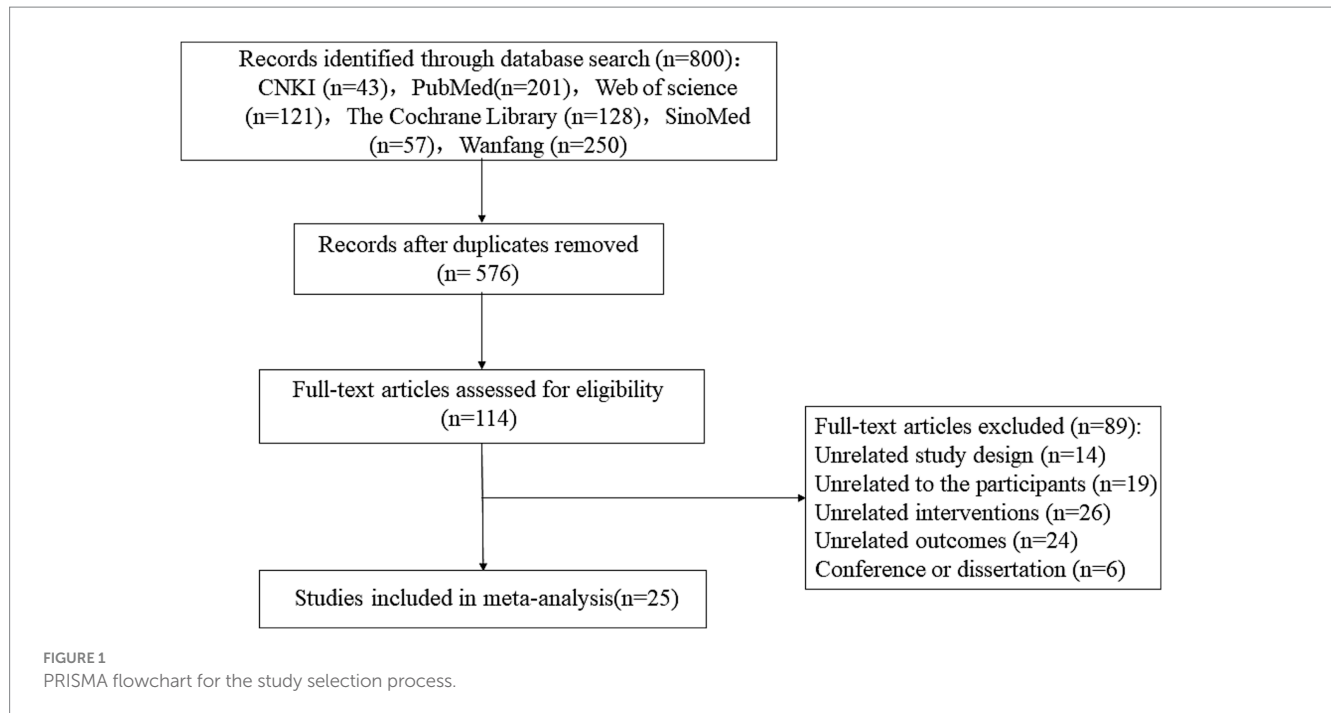 Records identified through database search (n=800):
CNKI (n=43), PubMed(n=201), Web of science
(n=121), The Cochrane Library (n=128), SinoMed
(n=57), Wanfang (n=250)
Records after duplicates removed
(n= 576)
Full-text articles assessed for eligibility
(n=114)
Full-text articles excluded (n=89):
Unrelated study design (n=14)
Unrelated to the participants (n=19)
Unrelated interventions (n=26)
Unrelated outcomes (n=24)
Conference or dissertation (n=6)
Studies included in meta-analysis(n=25)
FIGURE 1
PRISMA flowchart for the study selection process.